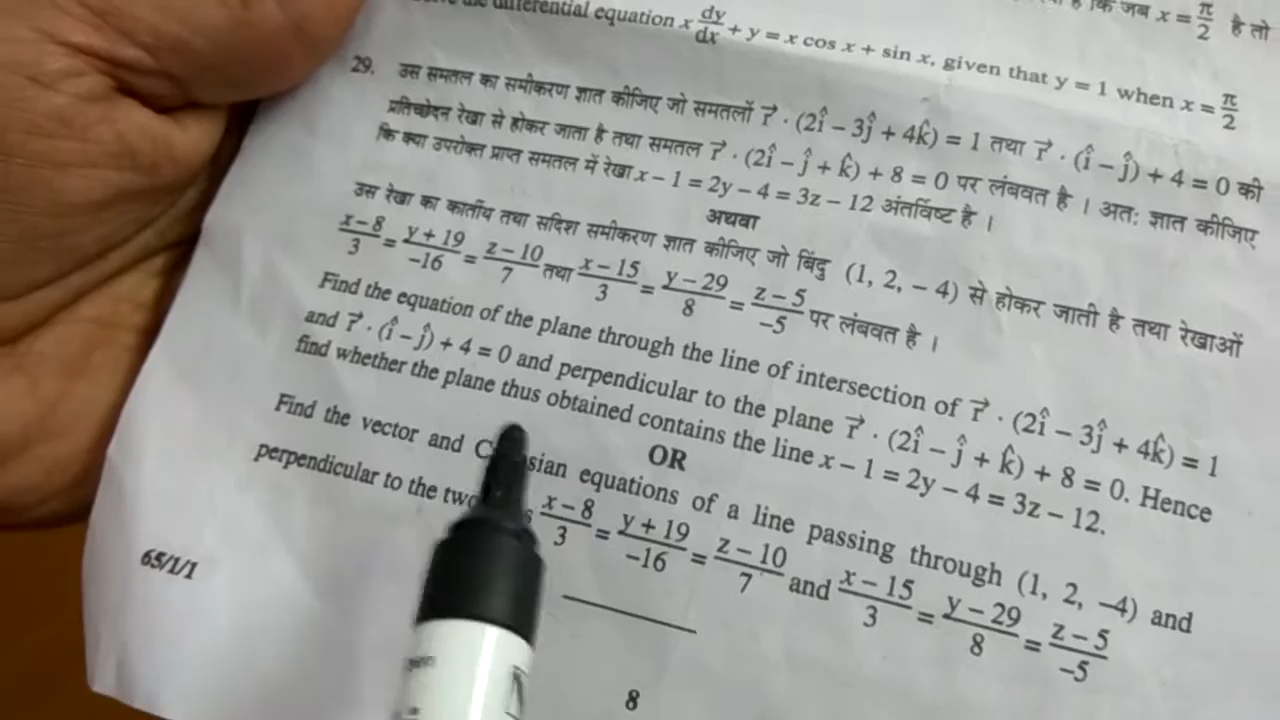 है कि जब x = π/2 है तो
the differential equation x dy/dx + y = x cos x + sin x, given that y = 1 when x = π/2
29. उस समतल का समीकरण ज्ञात कीजिए जो समतलों r⃗ · (2î − 3ĵ + 4k̂) = 1 तथा r⃗ · (î − ĵ) + 4 = 0 की
प्रतिच्छेदन रेखा से होकर जाता है तथा समतल r⃗ · (2î − ĵ + k̂) + 8 = 0 पर लंबवत है । अतः ज्ञात कीजिए
कि क्या उपरोक्त प्राप्त समतल में रेखा x − 1 = 2y − 4 = 3z − 12 अंतर्विष्ट है ।
अथवा
उस रेखा का कार्तीय तथा सदिश समीकरण ज्ञात कीजिए जो बिंदु (1, 2, − 4) से होकर जाती है तथा रेखाओं
(x − 8)/3 = (y + 19)/−16 = (z − 10)/7 तथा (x − 15)/3 = (y − 29)/8 = (z − 5)/−5 पर लंबवत है ।
Find the equation of the plane through the line of intersection of r⃗ · (2î − 3ĵ + 4k̂) = 1
and r⃗ · (î − ĵ) + 4 = 0 and perpendicular to the plane r⃗ · (2î − ĵ + k̂) + 8 = 0. Hence
find whether the plane thus obtained contains the line x − 1 = 2y − 4 = 3z − 12.
OR
Find the vector and equations of a line passing through (1, 2, −4) and
perpendicular to the two (x − 8)/3 = (y + 19)/−16 = (z − 10)/7 and (x − 15)/3 = (y − 29)/8 = (z − 5)/−5
65/1/1
8